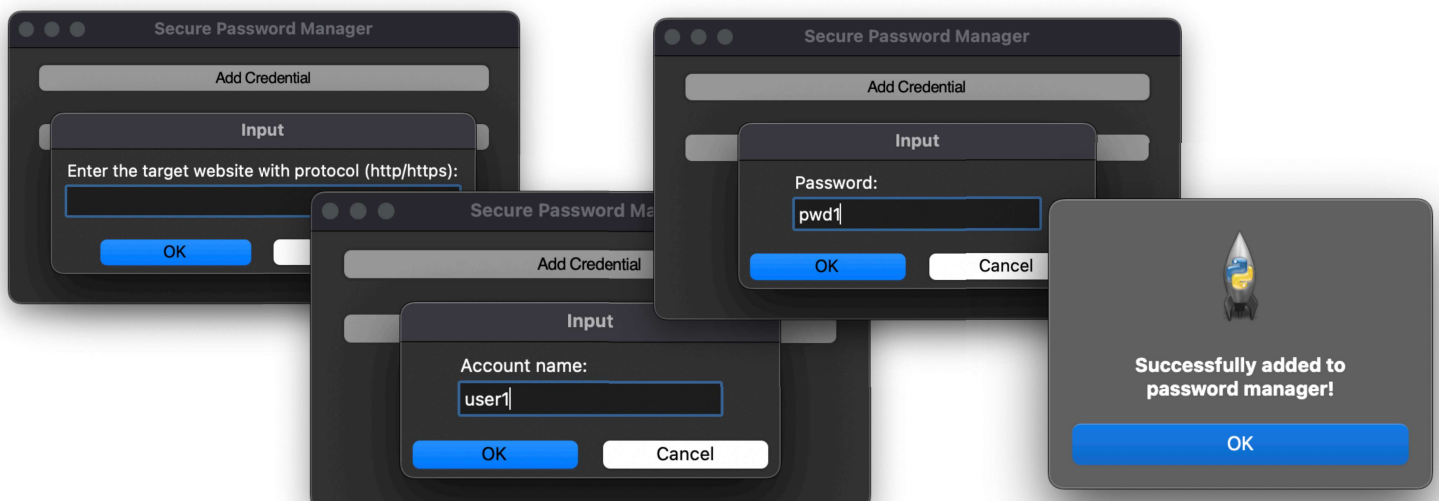 Secure Password Manager
Add Credential
Input
Enter the target website with protocol (http/https):
OK
Secure Password Ma
Add Credential
Input
Account name:
user1
OK
Cancel
Secure Password Manager
Add Credential
Input
Password:
pwd1
OK
Cancel
Successfully added to
password manager!
OK